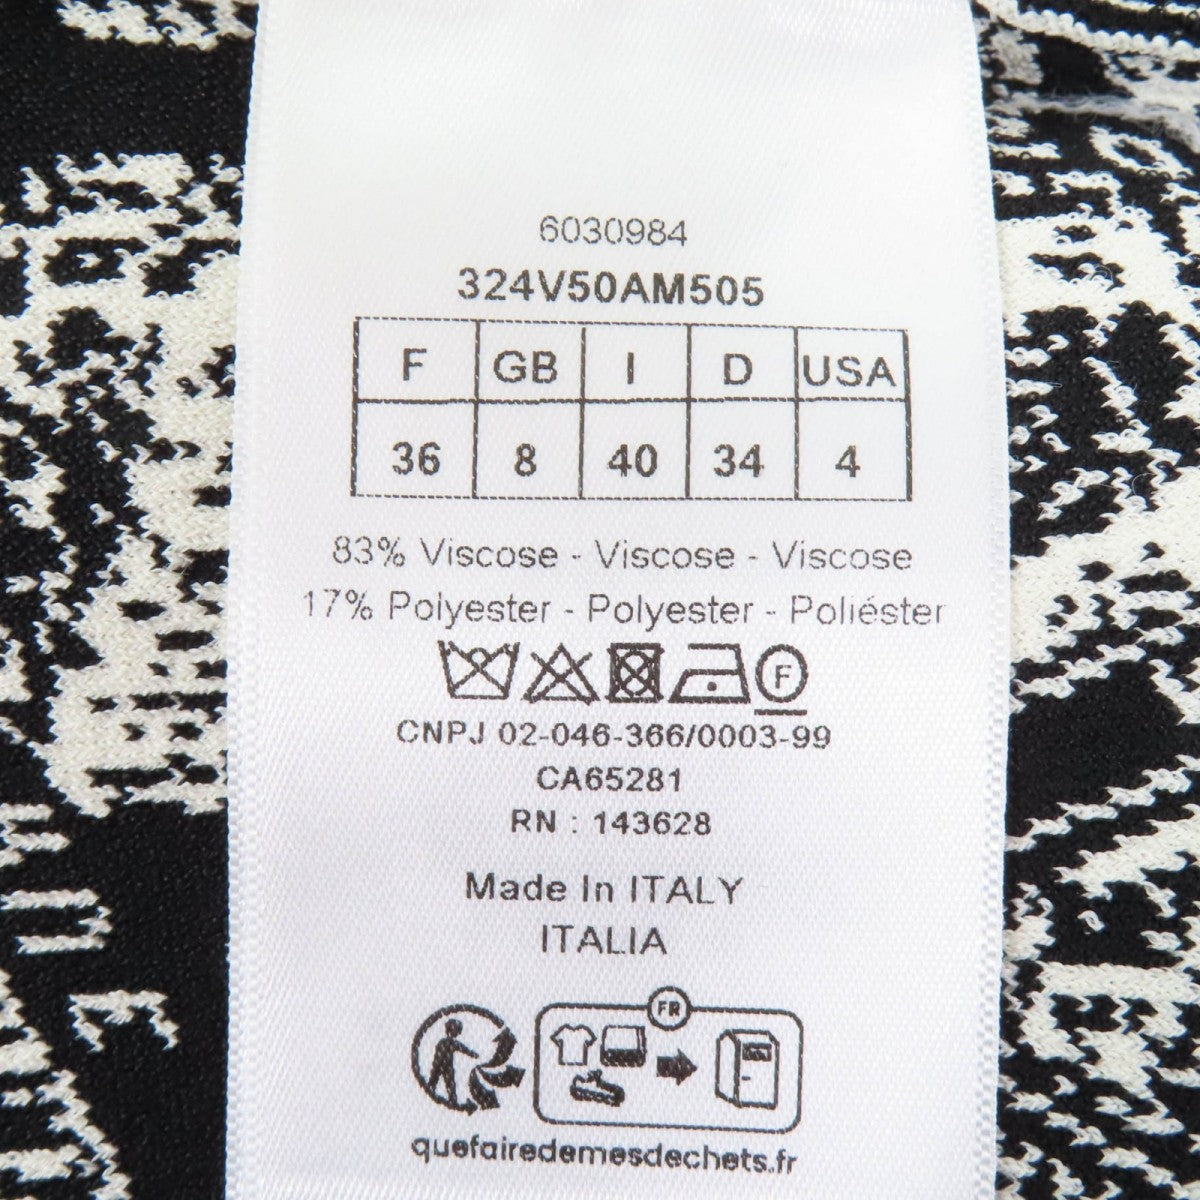 6030984
324V50AM505
F GB I D USA
36 8 40 34 4
83% Viscose - Viscose - Viscose
17% Polyester - Polyester - Poliéster
F
CNPJ 02-046-366/0003-99
CA65281
RN : 143628
Made In ITALY
ITALIA
FR
quefairedemesdechets.fr